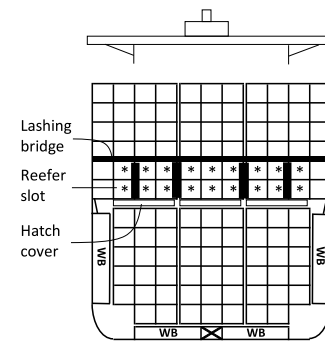 Lashing
bridge
Reefer
slot
Hatch
cover
* * * * * * * * *
* * * * * * * * *
WB
WB
WB
WB